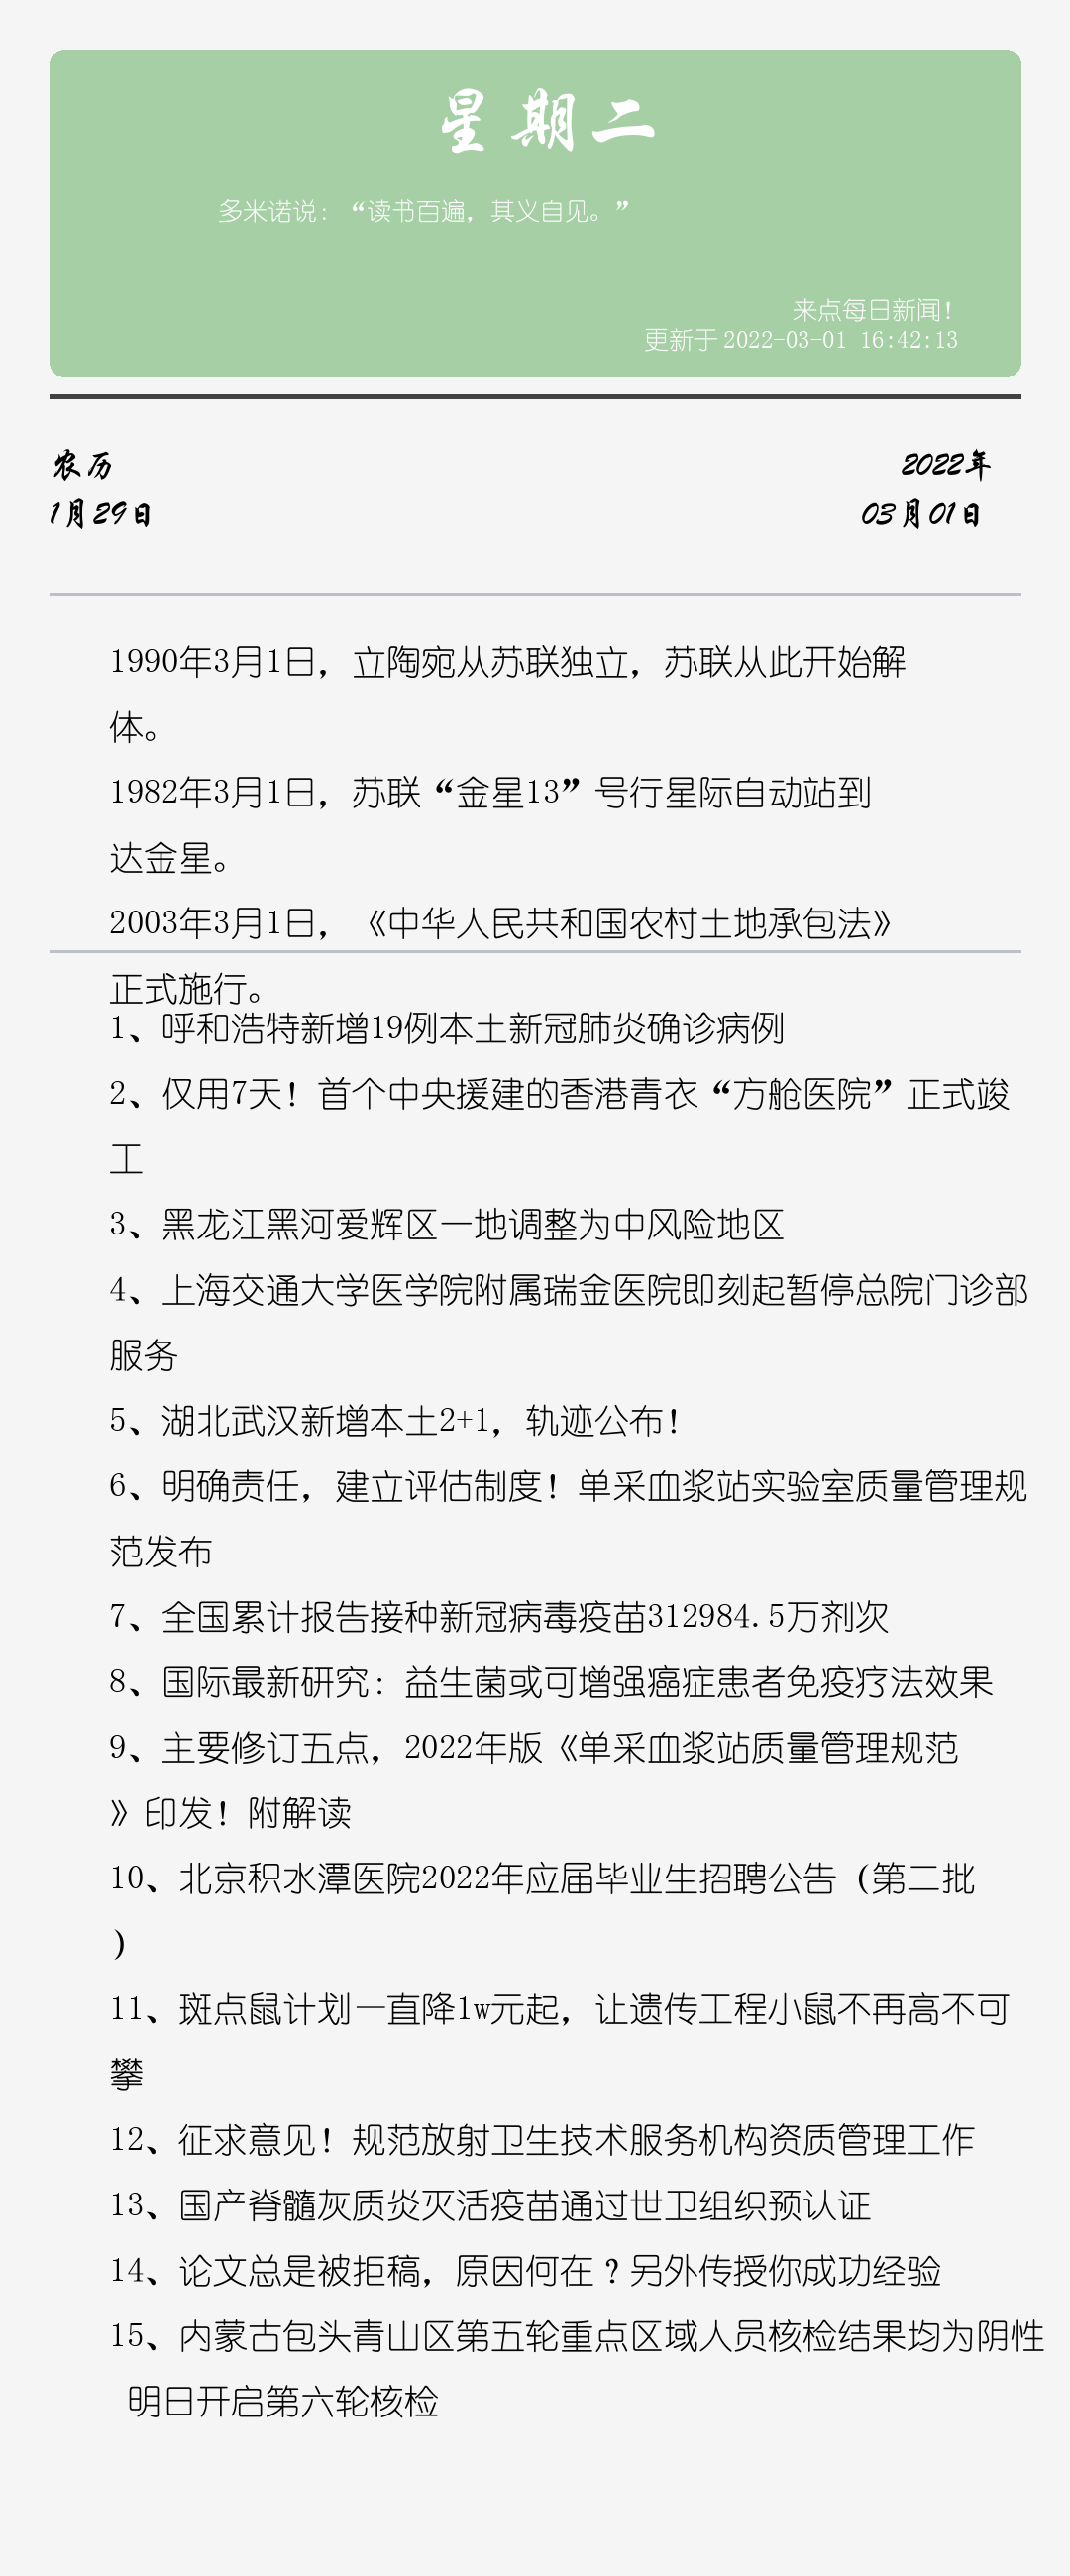 星期二
多米诺说：“读书百遍，其义自见。”
来点每日新闻！
更新于 2022-03-01 16:42:13
农历
2022年
1月29日
03月01日
1990年3月1日，立陶宛从苏联独立，苏联从此开始解
体。
1982年3月1日，苏联“金星13”号行星际自动站到
达金星。
2003年3月1日，《中华人民共和国农村土地承包法》
正式施行。
1、呼和浩特新增19例本土新冠肺炎确诊病例
2、仅用7天！首个中央援建的香港青衣“方舱医院”正式竣
工
3、黑龙江黑河爱辉区一地调整为中风险地区
4、上海交通大学医学院附属瑞金医院即刻起暂停总院门诊部
服务
5、湖北武汉新增本土2+1，轨迹公布！
6、明确责任，建立评估制度！单采血浆站实验室质量管理规
范发布
7、全国累计报告接种新冠病毒疫苗312984.5万剂次
8、国际最新研究：益生菌或可增强癌症患者免疫疗法效果
9、主要修订五点，2022年版《单采血浆站质量管理规范
》印发！附解读
10、北京积水潭医院2022年应届毕业生招聘公告（第二批
）
11、斑点鼠计划—直降1w元起，让遗传工程小鼠不再高不可
攀
12、征求意见！规范放射卫生技术服务机构资质管理工作
13、国产脊髓灰质炎灭活疫苗通过世卫组织预认证
14、论文总是被拒稿，原因何在？另外传授你成功经验
15、内蒙古包头青山区第五轮重点区域人员核检结果均为阴性
明日开启第六轮核检